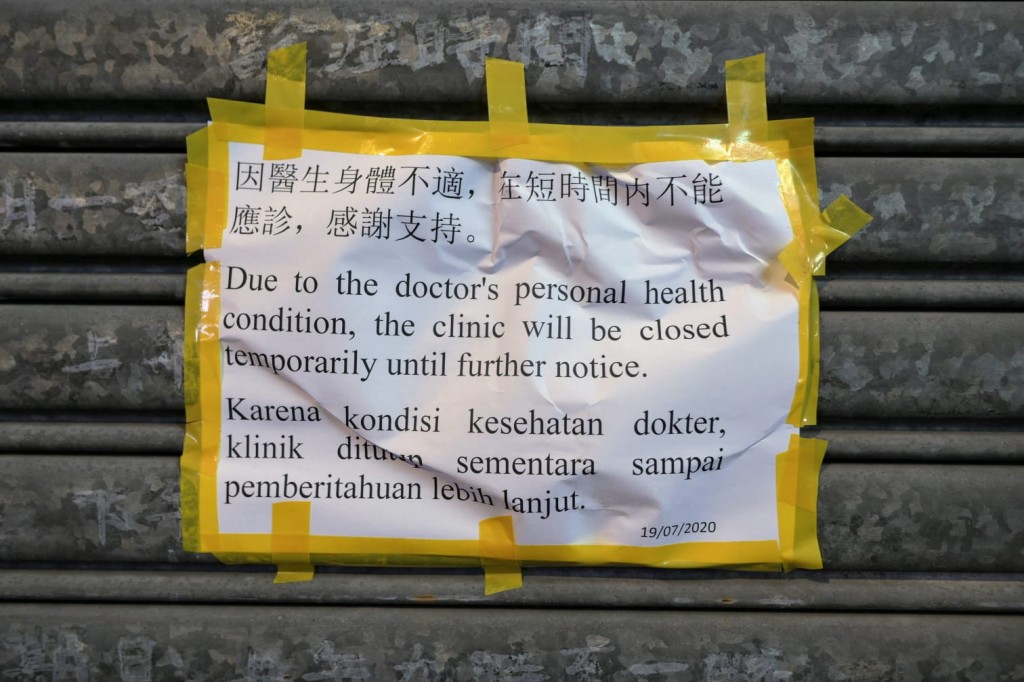 因醫生身體不適，在短時間內不能
應診，感謝支持。
Due to the doctor's personal health
condition, the clinic will be closed
temporarily until further notice.
Karena kondisi kesehatan dokter,
klinik ditutup sementara sampai
pemberitahuan lebih lanjut.
19/07/2020